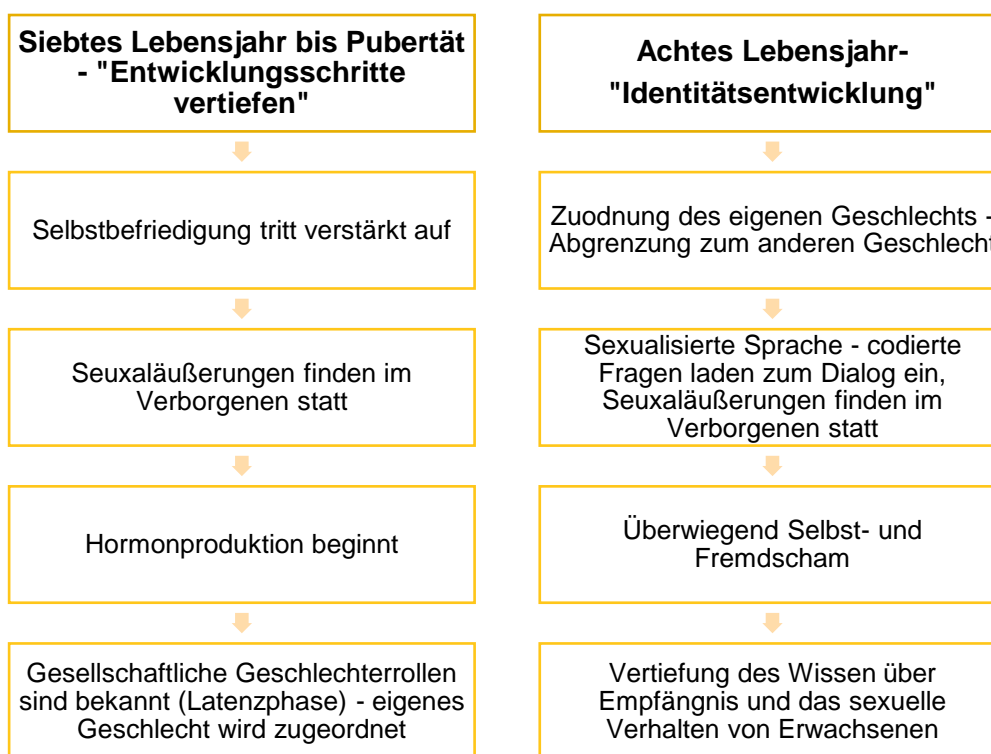 Siebtes Lebensjahr bis Pubertät
- "Entwicklungsschritte
vertiefen"
Selbstbefriedigung tritt verstärkt auf
Seuxaläußerungen finden im
Verborgenen statt
Hormonproduktion beginnt
Gesellschaftliche Geschlechterrollen
sind bekannt (Latenzphase) - eigenes
Geschlecht wird zugeordnet
Achtes Lebensjahr-
"Identitätsentwicklung"
Zuodnung des eigenen Geschlechts -
Abgrenzung zum anderen Geschlecht
Sexualisierte Sprache - codierte
Fragen laden zum Dialog ein,
Seuxaläußerungen finden im
Verborgenen statt
Überwiegend Selbst- und
Fremdscham
Vertiefung des Wissen über
Empfängnis und das sexuelle
Verhalten von Erwachsenen